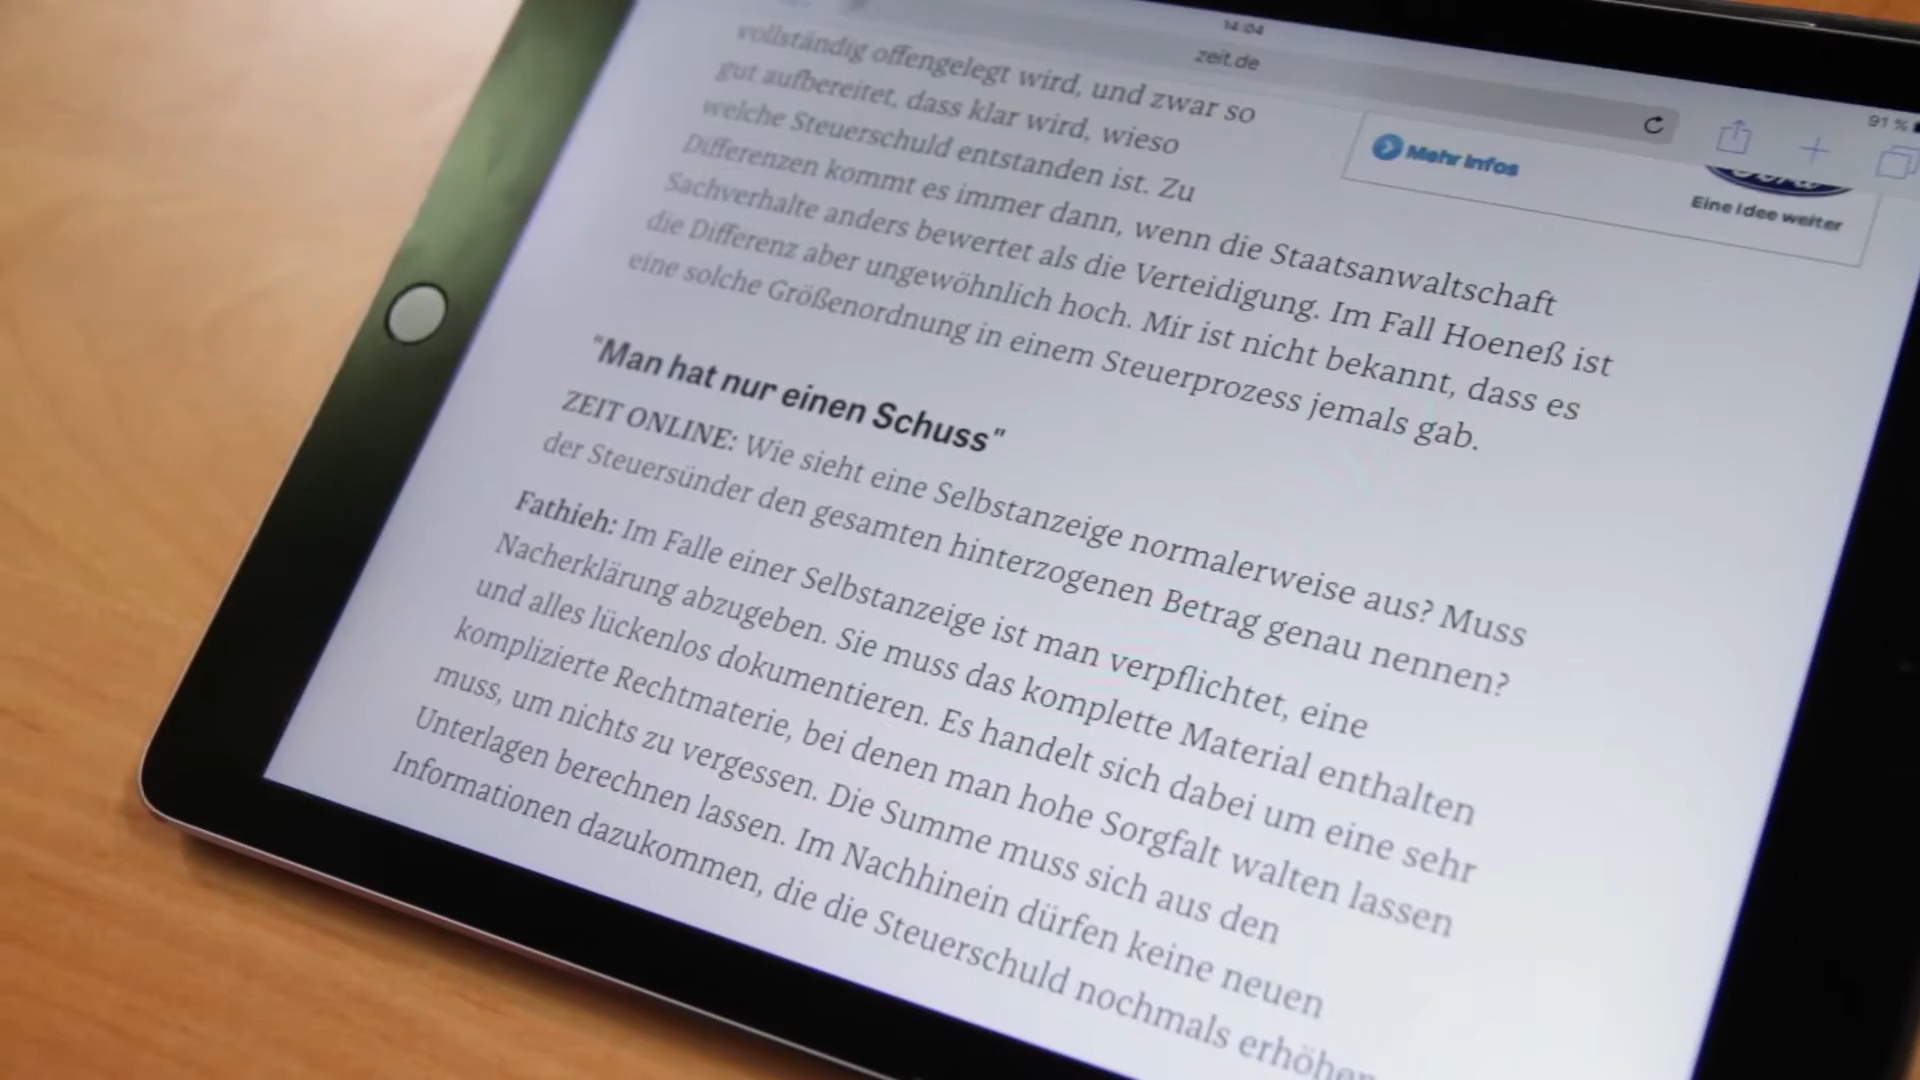 14:04
zeit.de
91 %
vollständig offengelegt wird, und zwar so
gut aufbereitet, dass klar wird, wieso
welche Steuerschuld entstanden ist. Zu
Differenzen kommt es immer dann, wenn die Staatsanwaltschaft
Sachverhalte anders bewertet als die Verteidigung. Im Fall Hoeneß ist
die Differenz aber ungewöhnlich hoch. Mir ist nicht bekannt, dass es
eine solche Größenordnung in einem Steuerprozess jemals gab.
Mehr Infos
Eine Idee weiter
"Man hat nur einen Schuss"
ZEIT ONLINE: Wie sieht eine Selbstanzeige normalerweise aus? Muss
der Steuersünder den gesamten hinterzogenen Betrag genau nennen?
Fathieh: Im Falle einer Selbstanzeige ist man verpflichtet, eine
Nacherklärung abzugeben. Sie muss das komplette Material enthalten
und alles lückenlos dokumentieren. Es handelt sich dabei um eine sehr
komplizierte Rechtmaterie, bei denen man hohe Sorgfalt walten lassen
muss, um nichts zu vergessen. Die Summe muss sich aus den
Unterlagen berechnen lassen. Im Nachhinein dürfen keine neuen
Informationen dazukommen, die die Steuerschuld nochmals erhöhen